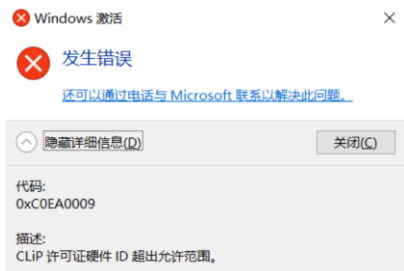 Windows 激活
发生错误
还可以通过电话与 Microsoft 联系以解决此问题。
隐藏详细信息(D)
关闭(C)
代码:
0xC0EA0009
描述:
CLiP 许可证硬件 ID 超出允许范围。